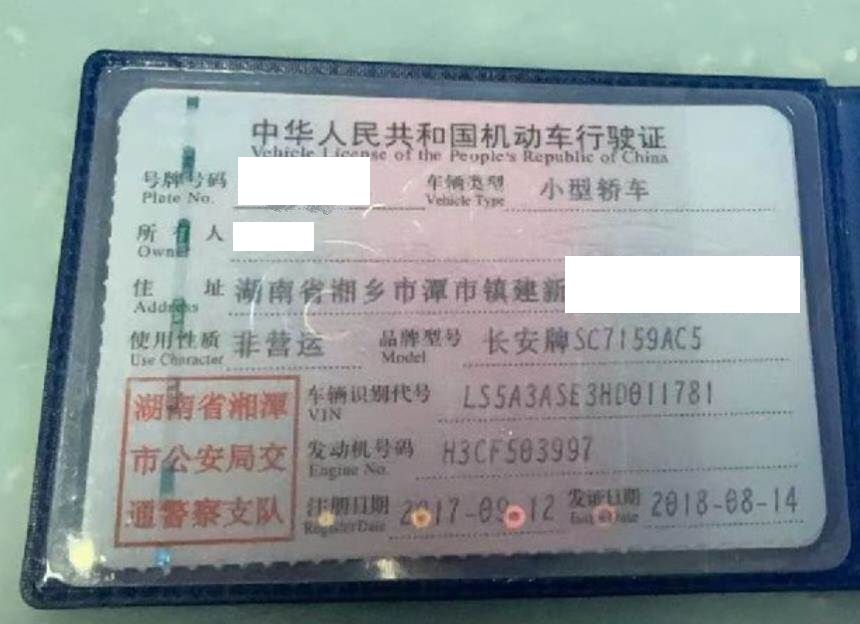 中华人民共和国机动车行驶证
Vehicle License of the People's Republic of China
号牌号码
Plate No.
车辆类型 小型轿车
Vehicle Type
所有人
Owner
住 址 湖南省湘乡市潭市镇建新
Address
使用性质 非营运 品牌型号 长安牌SC7159AC5
Use Character Model
车辆识别代号 LS5A3ASE3HD011781
VIN
发动机号码 H3CF503997
Engine No.
注册日期 2017-09-12 发证日期 2018-08-14
Register Date Issue Date
湖南省湘潭
市公安局交
通警察支队